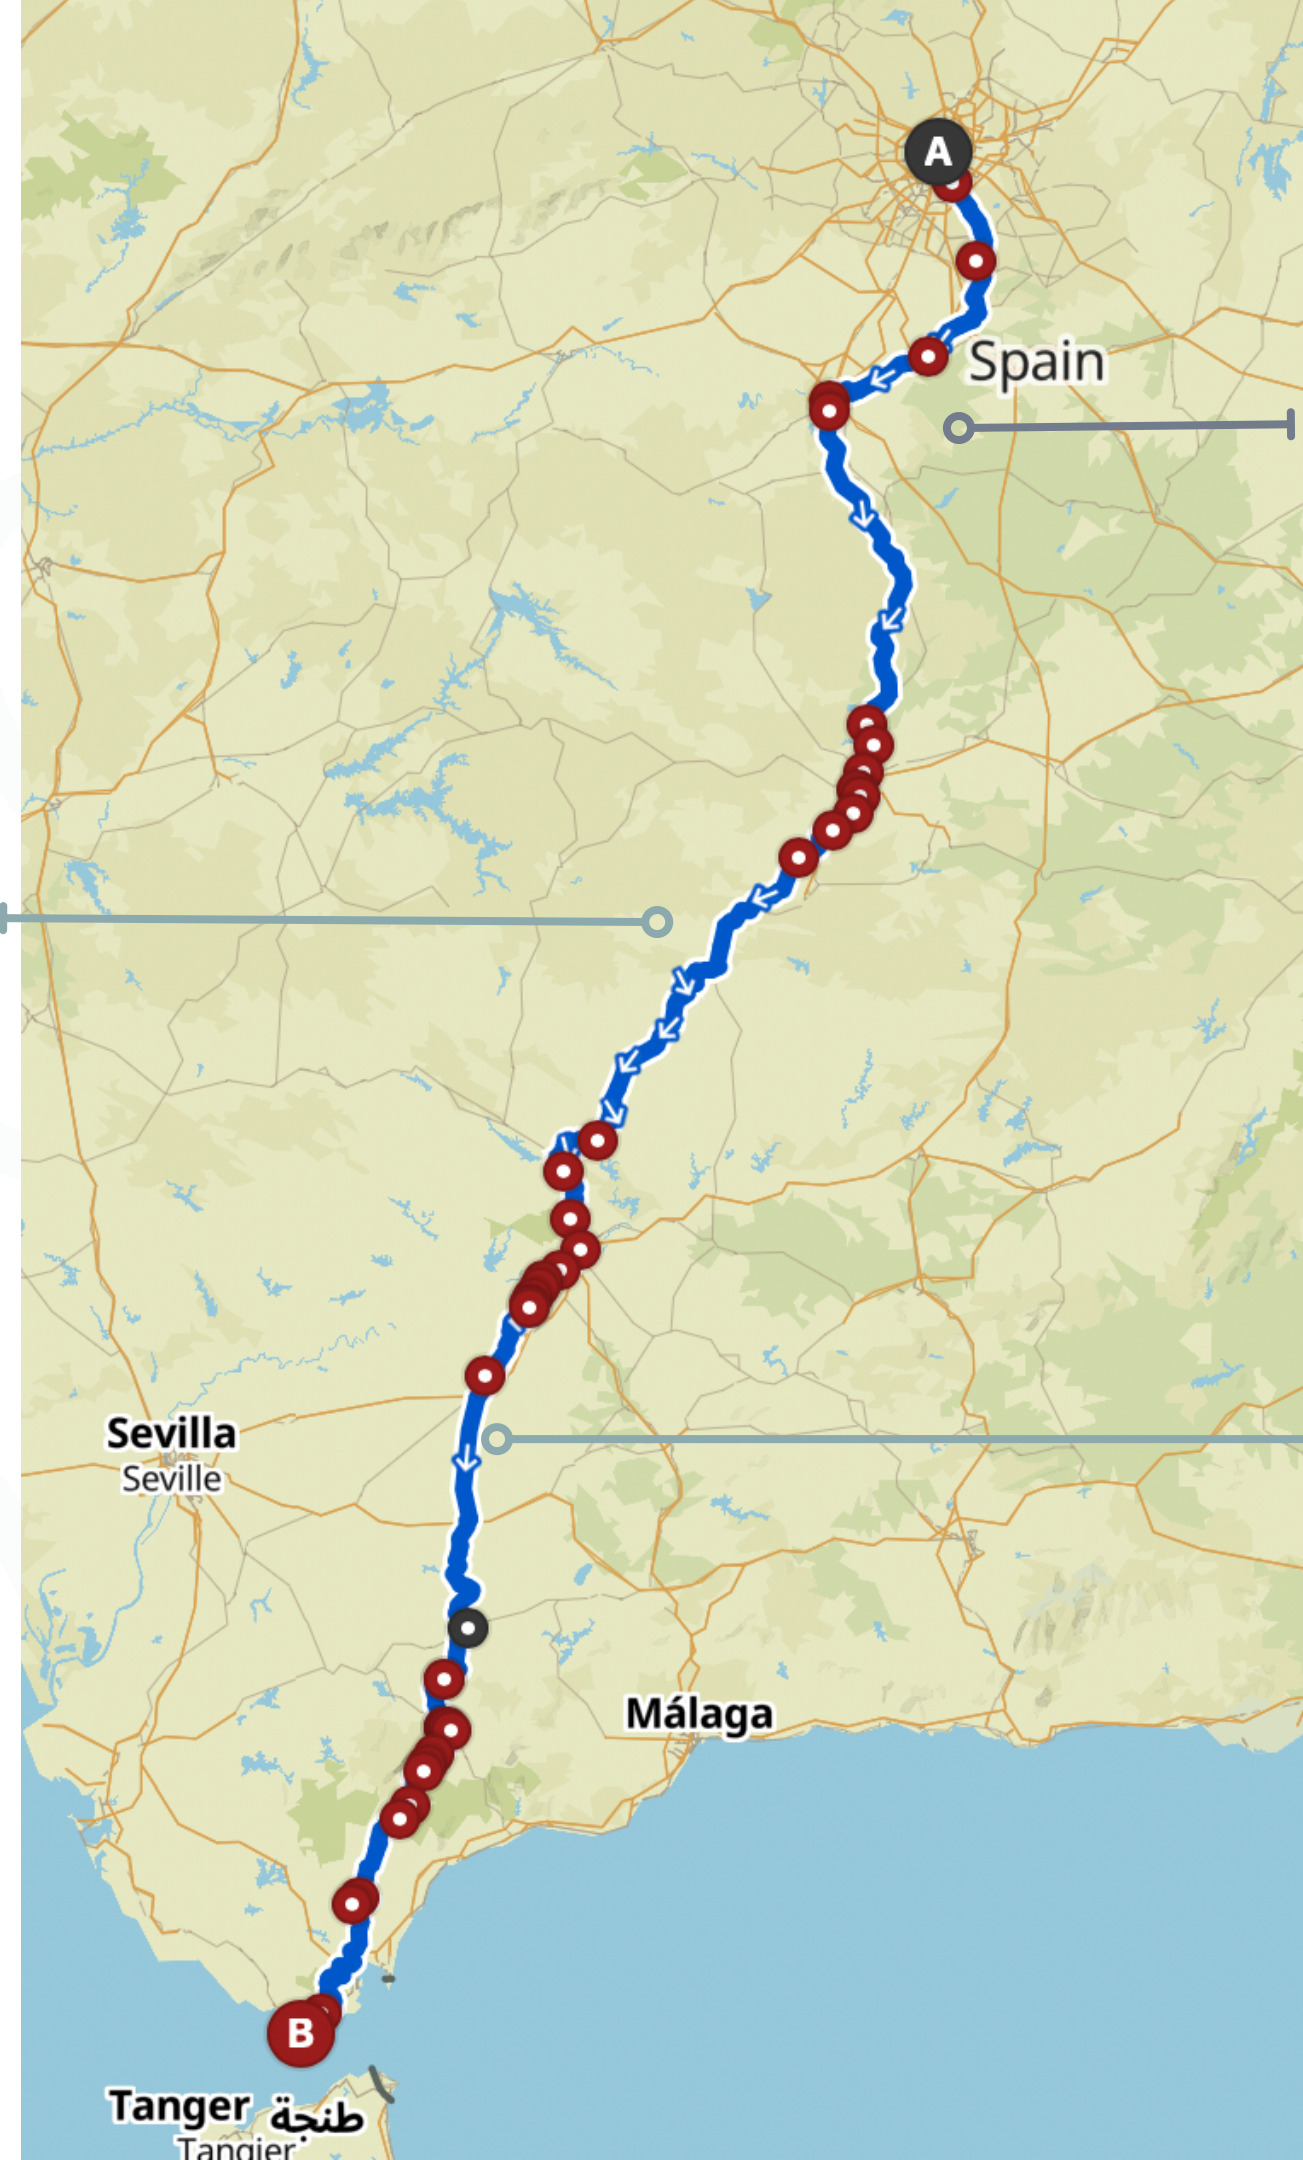 A
Spain
Sevilla
Seville
Málaga
B
Tanger طنجة
Tangier